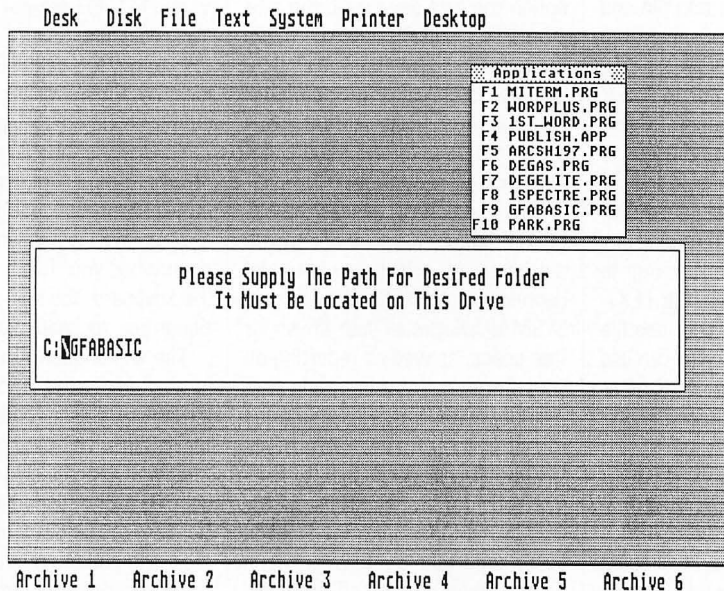 Desk Disk File Text System Printer Desktop
Applications
F1 MITERM.PRG
F2 WORDPLUS.PRG
F3 1ST_WORD.PRG
F4 PUBLISH.APP
F5 ARCSH197.PRG
F6 DEGAS.PRG
F7 DEGELITE.PRG
F8 1SPECTRE.PRG
F9 GFABASIC.PRG
F10 PARK.PRG
Please Supply The Path For Desired Folder
It Must Be Located on This Drive
C:\GFABASIC
Archive 1 Archive 2 Archive 3 Archive 4 Archive 5 Archive 6